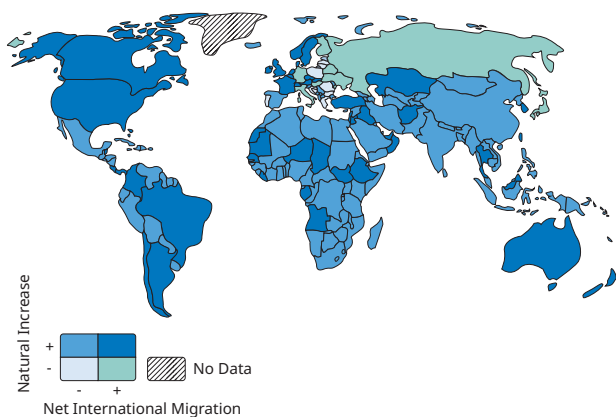 Natural Increase
+
-
No Data
- +
Net International Migration